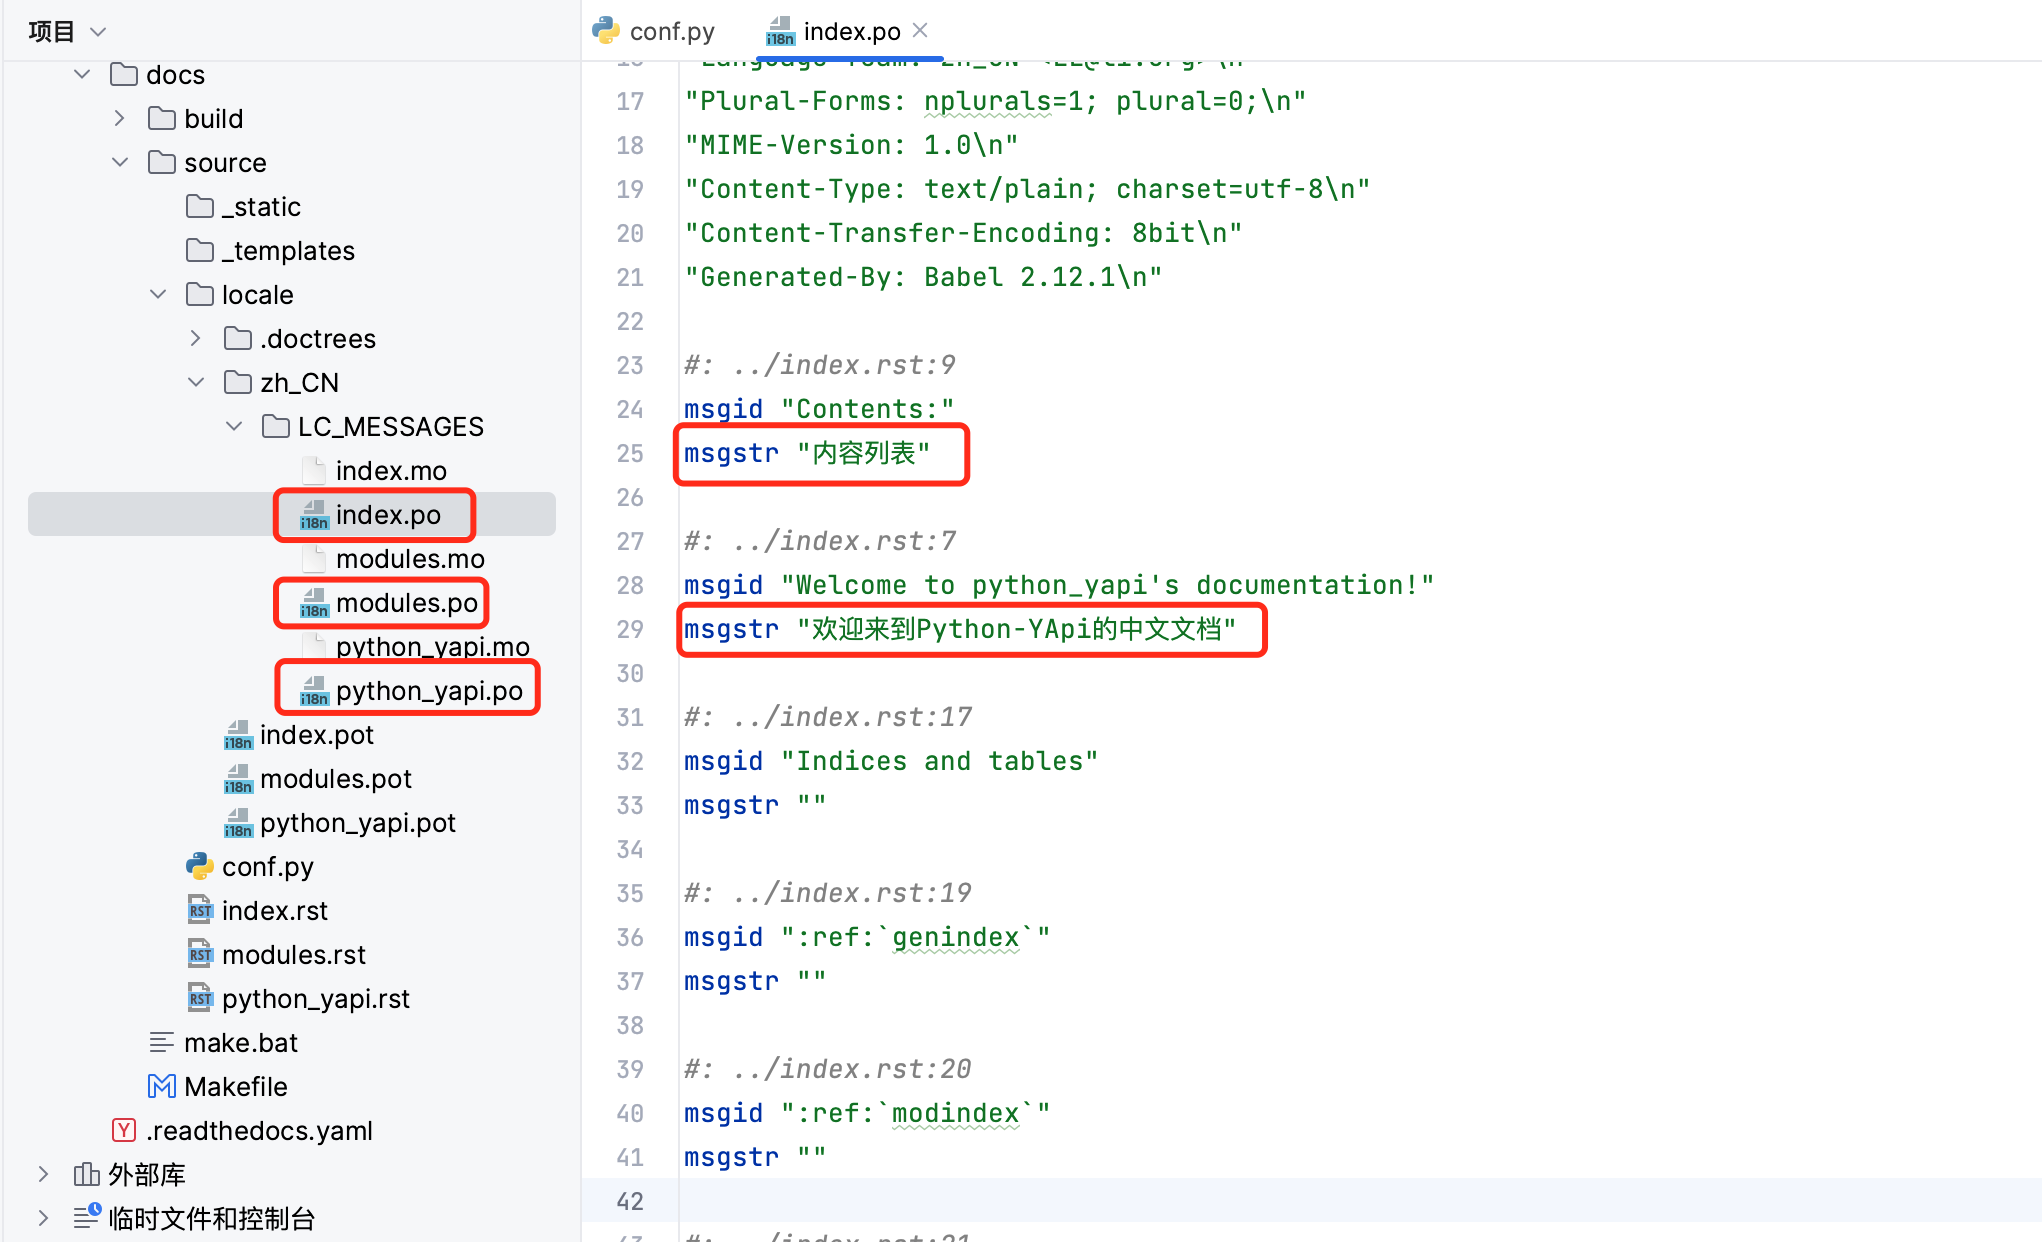 项目
docs
build
source
_static
_templates
locale
.doctrees
zh_CN
LC_MESSAGES
index.mo
i18n index.po
modules.mo
i18n modules.po
python_yapi.mo
i18n python_yapi.po
i18n index.pot
i18n modules.pot
i18n python_yapi.pot
conf.py
RST index.rst
RST modules.rst
RST python_yapi.rst
make.bat
Makefile
Y .readthedocs.yaml
外部库
临时文件和控制台
conf.py
i18n index.po
17 "Plural-Forms: nplurals=1; plural=0;\n"
18 "MIME-Version: 1.0\n"
19 "Content-Type: text/plain; charset=utf-8\n"
20 "Content-Transfer-Encoding: 8bit\n"
21 "Generated-By: Babel 2.12.1\n"
22
23 #: ../index.rst:9
24 msgid "Contents:"
25 msgstr "内容列表"
26
27 #: ../index.rst:7
28 msgid "Welcome to python_yapi's documentation!"
29 msgstr "欢迎来到Python-YApi的中文文档"
30
31 #: ../index.rst:17
32 msgid "Indices and tables"
33 msgstr ""
34
35 #: ../index.rst:19
36 msgid ":ref:`genindex`"
37 msgstr ""
38
39 #: ../index.rst:20
40 msgid ":ref:`modindex`"
41 msgstr ""
42